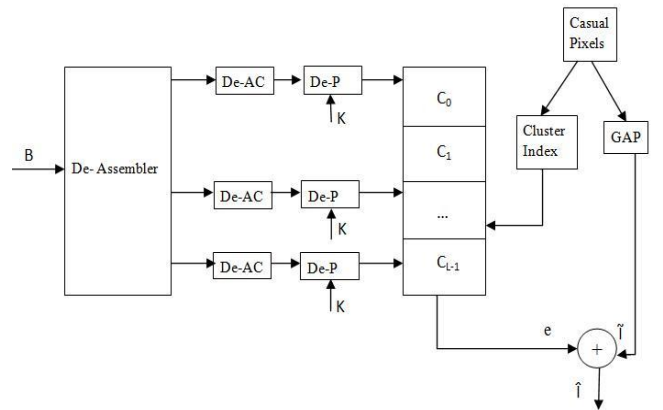 Casual
Pixels
De-AC
De-P
K
C0
C1
...
CL-1
Cluster
Index
GAP
B
De-Assembler
De-AC
De-P
K
De-AC
De-P
K
e
Ĩ
+
Î